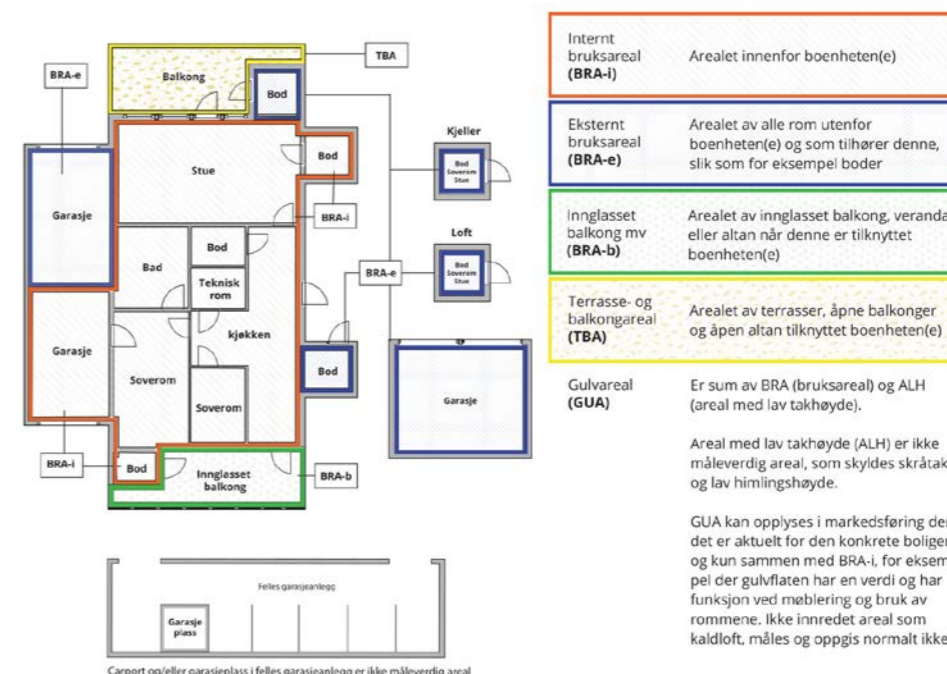 TBA
BRA-e
Balkong
Bod
Kjeller
Stue
Bod
Bod
Soverom
Stue
Garasje
BRA-i
Loft
Bad
Bod
Teknisk
rom
BRA-e
Bod
Soverom
Stue
kjøkken
Garasje
Soverom
Bod
Garasje
Soverom
BRA-i
Bod
Innglasset
balkong
BRA-b
Felles garasjeanlegg
Garasje
plass
Carport og/eller garasjeplass i felles garasjeanlegg er ikke måleverdig areal
Internt
bruksareal
(BRA-i)
Arealet innenfor boenheten(e)
Eksternt
bruksareal
(BRA-e)
Arealet av alle rom utenfor
boenheten(e) og som tilhører denne,
slik som for eksempel boder
Innglasset
balkong mv
(BRA-b)
Arealet av innglasset balkong, veranda
eller altan når denne er tilknyttet
boenheten(e)
Terrasse- og
balkongareal
(TBA)
Arealet av terrasser, åpne balkonger
og åpen altan tilknyttet boenheten(e)
Gulvareal
(GUA)
Er sum av BRA (bruksareal) og ALH
(areal med lav takhøyde).
Areal med lav takhøyde (ALH) er ikke
måleverdig areal, som skyldes skråtak
og lav himlingshøyde.
GUA kan opplyses i markedsføring der
det er aktuelt for den konkrete boligen
og kun sammen med BRA-i, for eksem
pel der gulvflaten har en verdi og har
funksjon ved møblering og bruk av
rommene. Ikke innredet areal som
kaldloft, måles og oppgis normalt ikke